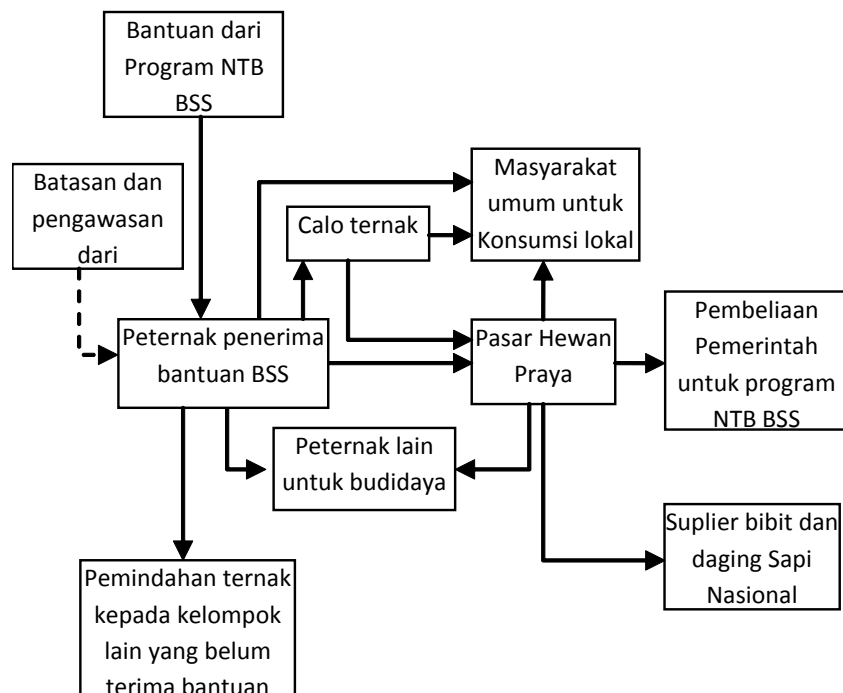 Bantuan dari
Program NTB
BSS
Batasan dan
pengawasan
dari
Calo ternak
Masyarakat
umum untuk
Konsumsi lokal
Peternak penerima
bantuan BSS
Pasar Hewan
Praya
Pembeliaan
Pemerintah
untuk program
NTB BSS
Peternak lain
untuk budidaya
Suplier bibit dan
daging Sapi
Nasional
Pemindahan ternak
kepada kelompok
lain yang belum
terima bantuan